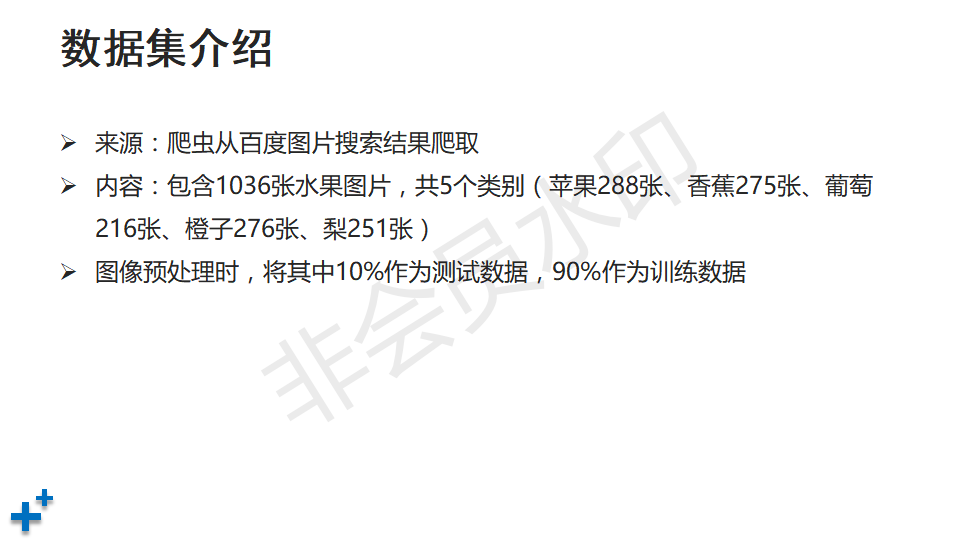 数据集介绍
➢ 来源：爬虫从百度图片搜索结果爬取
➢ 内容：包含1036张水果图片，共5个类别（苹果288张、香蕉275张、葡萄
216张、橙子276张、梨251张）
➢ 图像预处理时，将其中10%作为测试数据，90%作为训练数据
非会员水印